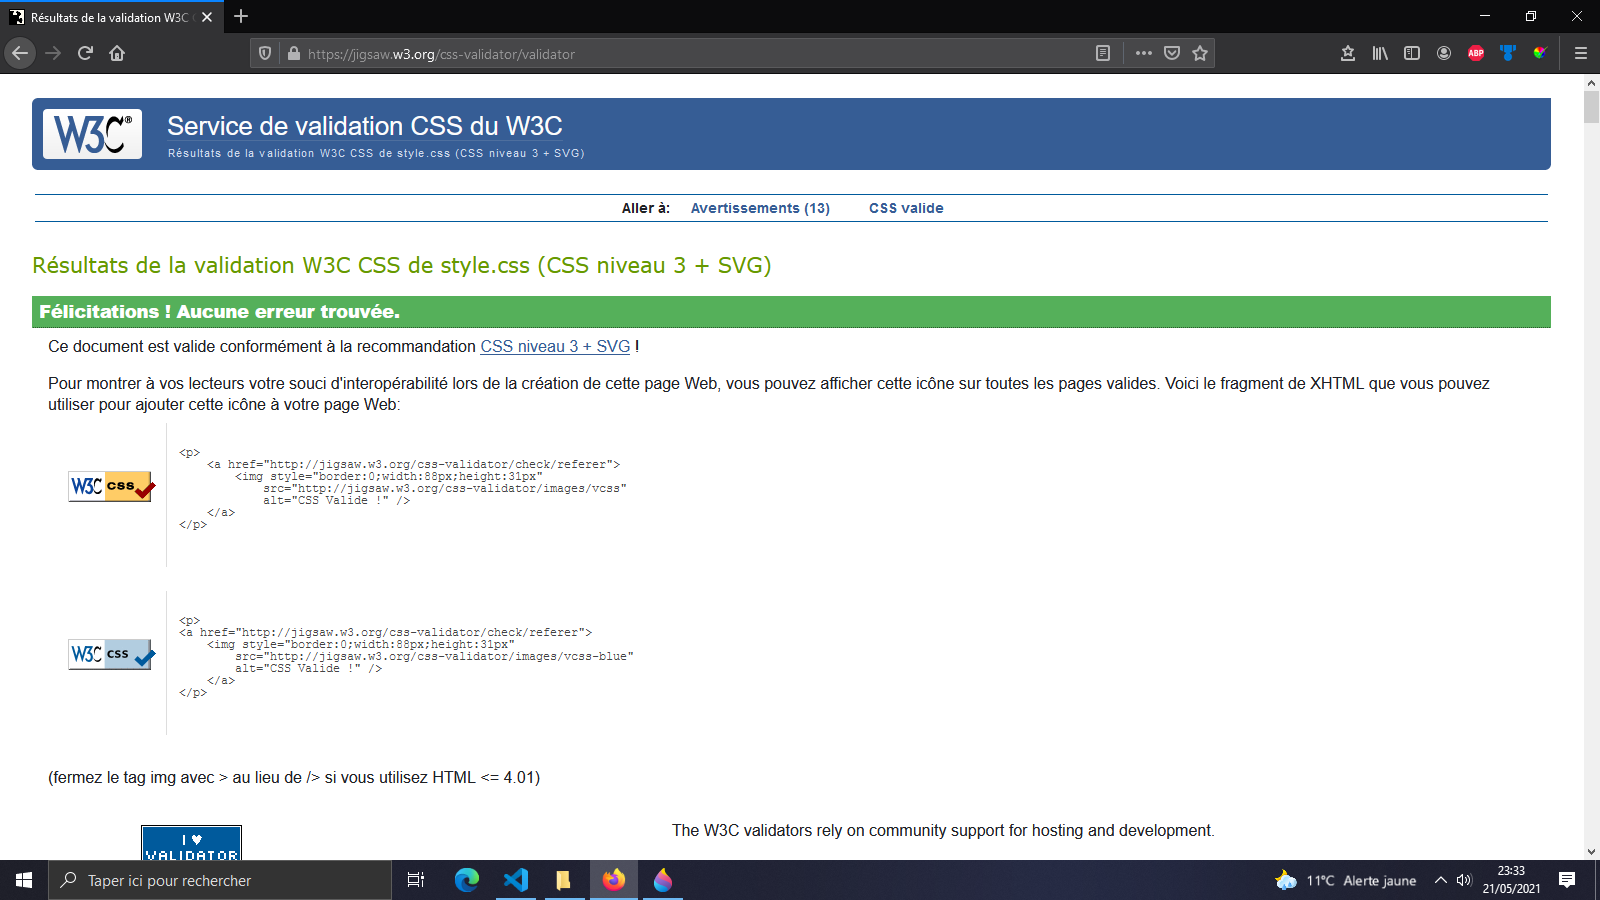 Résultats de la validation W3C C
https://jigsaw.w3.org/css-validator/validator
ABP
W3C®
Service de validation CSS du W3C
Résultats de la validation W3C CSS de style.css (CSS niveau 3 + SVG)
Aller à: Avertissements (13) CSS valide
Résultats de la validation W3C CSS de style.css (CSS niveau 3 + SVG)
Félicitations ! Aucune erreur trouvée.
Ce document est valide conformément à la recommandation CSS niveau 3 + SVG !
Pour montrer à vos lecteurs votre souci d'interopérabilité lors de la création de cette page Web, vous pouvez afficher cette icône sur toutes les pages valides. Voici le fragment de XHTML que vous pouvez
utiliser pour ajouter cette icône à votre page Web:
W3C css
<p>
<a href="http://jigsaw.w3.org/css-validator/check/referer">
<img style="border:0;width:88px;height:31px"
src="http://jigsaw.w3.org/css-validator/images/vcss"
alt="CSS Valide !" />
</a>
</p>
W3C css
<p>
<a href="http://jigsaw.w3.org/css-validator/check/referer">
<img style="border:0;width:88px;height:31px"
src="http://jigsaw.w3.org/css-validator/images/vcss-blue"
alt="CSS Valide !" />
</a>
</p>
(fermez le tag img avec > au lieu de /> si vous utilisez HTML <= 4.01)
I ♥
VALIDATOR
The W3C validators rely on community support for hosting and development.
Taper ici pour rechercher
11°C Alerte jaune
23:33
21/05/2021